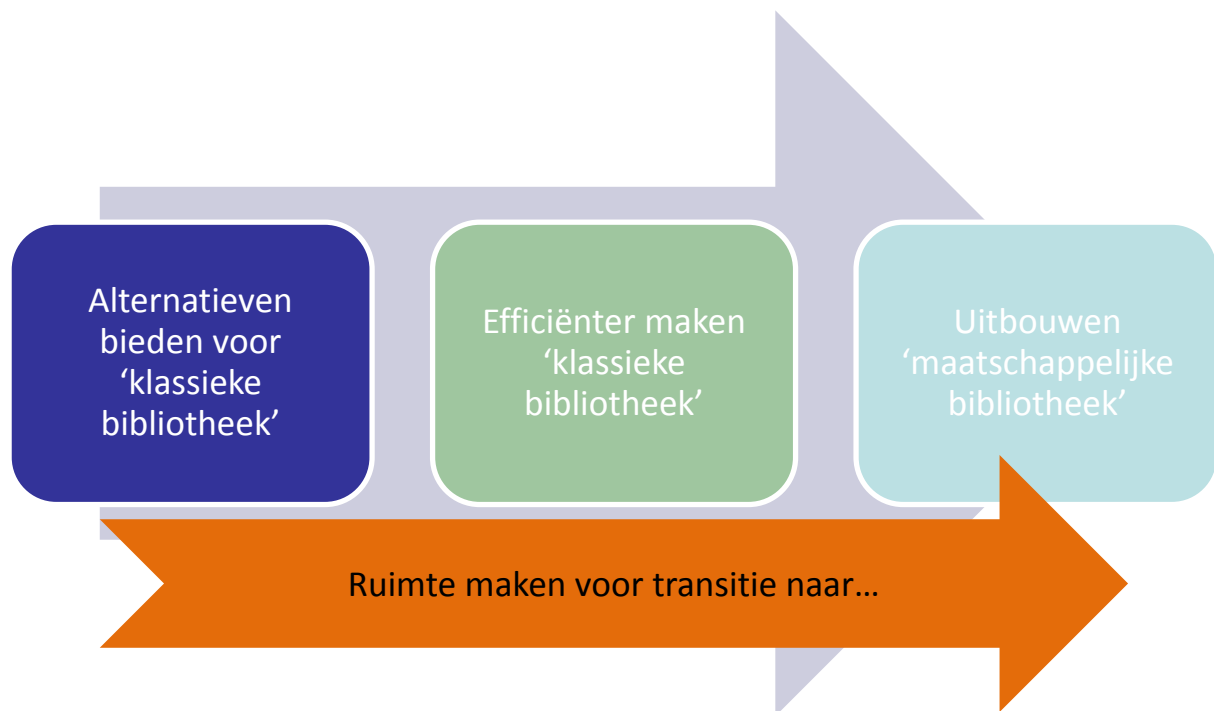 Alternatieven
bieden voor
‘klassieke
bibliotheek’
Efficiënter maken
‘klassieke
bibliotheek’
Uitbouwen
‘maatschappelijke
bibliotheek’
Ruimte maken voor transitie naar…